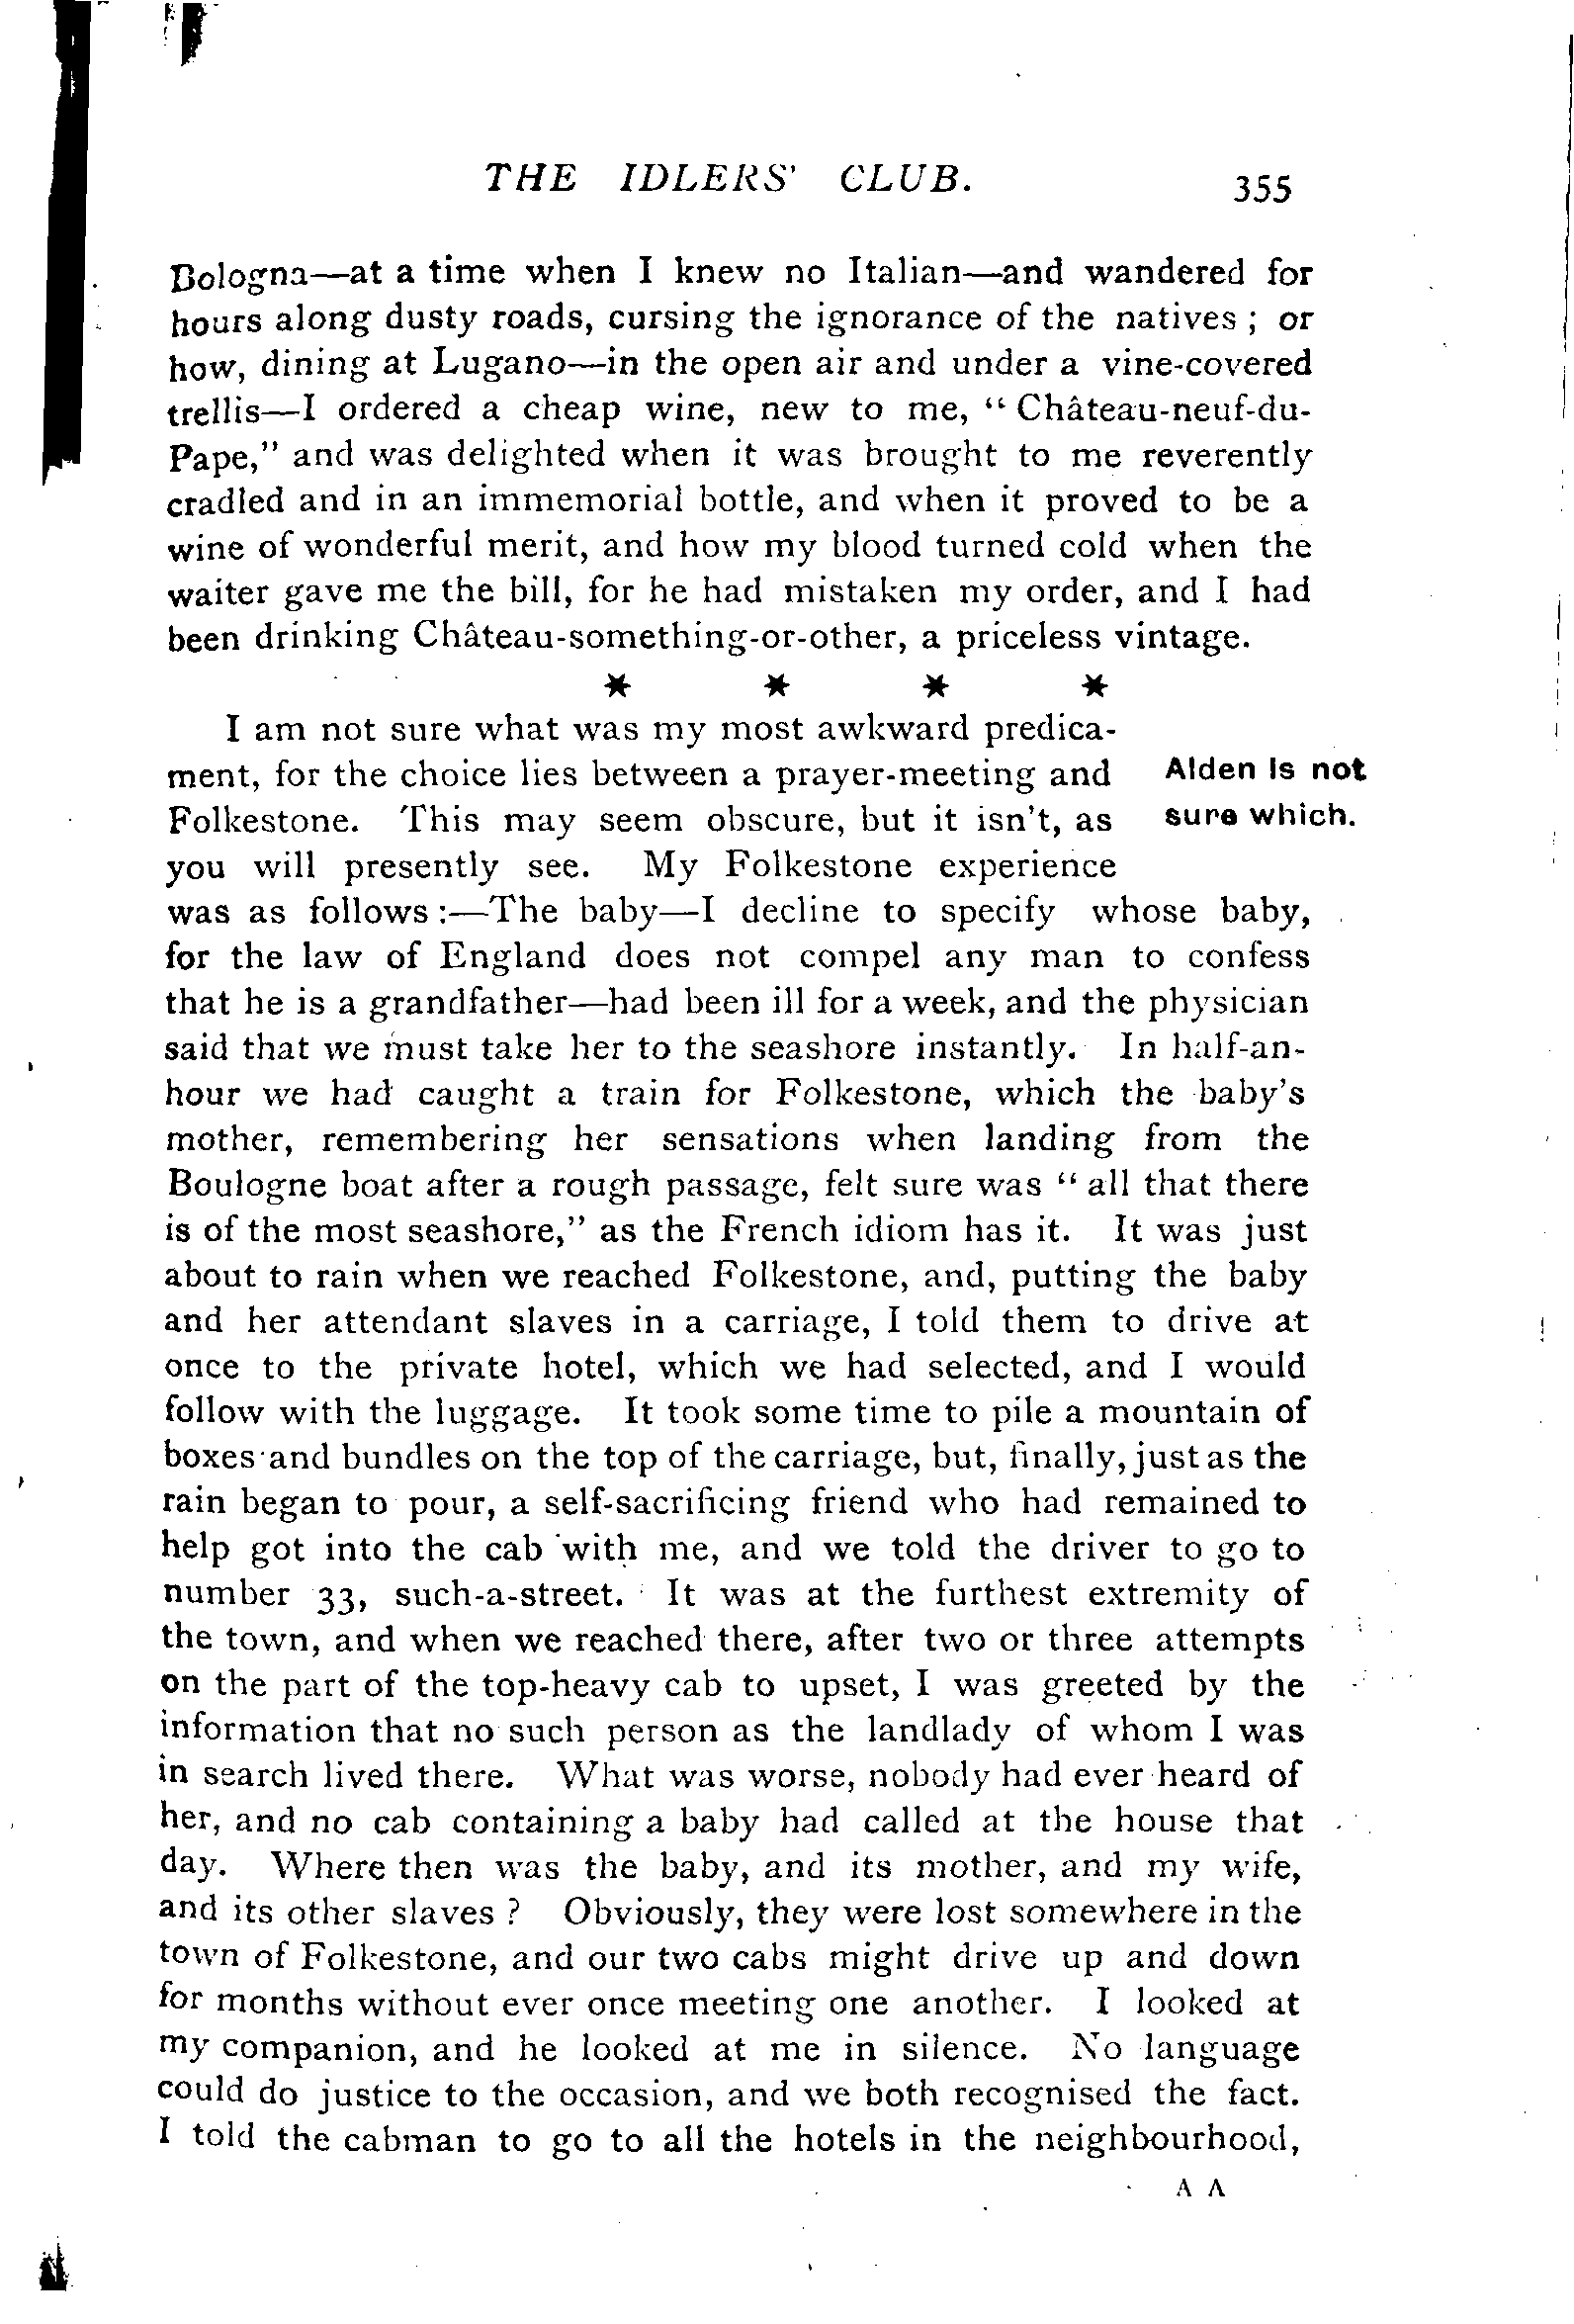 THE IDLERS' CLUB. 355
Bologna—at a time when I knew no Italian—and wandered for
hours along dusty roads, cursing the ignorance of the natives ; or
how, dining at Lugano—in the open air and under a vine-covered
trellis—I ordered a cheap wine, new to me, “ Château-neuf-du-
Pape,” and was delighted when it was brought to me reverently
cradled and in an immemorial bottle, and when it proved to be a
wine of wonderful merit, and how my blood turned cold when the
waiter gave me the bill, for he had mistaken my order, and I had
been drinking Château-something-or-other, a priceless vintage.
* * * *
I am not sure what was my most awkward predica-
ment, for the choice lies between a prayer-meeting and
Folkestone. This may seem obscure, but it isn't, as
you will presently see. My Folkestone experience
Alden is not
sure which.
was as follows :—The baby—I decline to specify whose baby,
for the law of England does not compel any man to confess
that he is a grandfather—had been ill for a week, and the physician
said that we must take her to the seashore instantly. In half-an-
hour we had caught a train for Folkestone, which the baby's
mother, remembering her sensations when landing from the
Boulogne boat after a rough passage, felt sure was “ all that there
is of the most seashore,” as the French idiom has it. It was just
about to rain when we reached Folkestone, and, putting the baby
and her attendant slaves in a carriage, I told them to drive at
once to the private hotel, which we had selected, and I would
follow with the luggage. It took some time to pile a mountain of
boxes and bundles on the top of the carriage, but, finally, just as the
rain began to pour, a self-sacrificing friend who had remained to
help got into the cab with me, and we told the driver to go to
number 33, such-a-street. It was at the furthest extremity of
the town, and when we reached there, after two or three attempts
on the part of the top-heavy cab to upset, I was greeted by the
information that no such person as the landlady of whom I was
in search lived there. What was worse, nobody had ever heard of
her, and no cab containing a baby had called at the house that
day. Where then was the baby, and its mother, and my wife,
and its other slaves ? Obviously, they were lost somewhere in the
town of Folkestone, and our two cabs might drive up and down
for months without ever once meeting one another. I looked at
my companion, and he looked at me in silence. No language
could do justice to the occasion, and we both recognised the fact.
I told the cabman to go to all the hotels in the neighbourhood,
A A